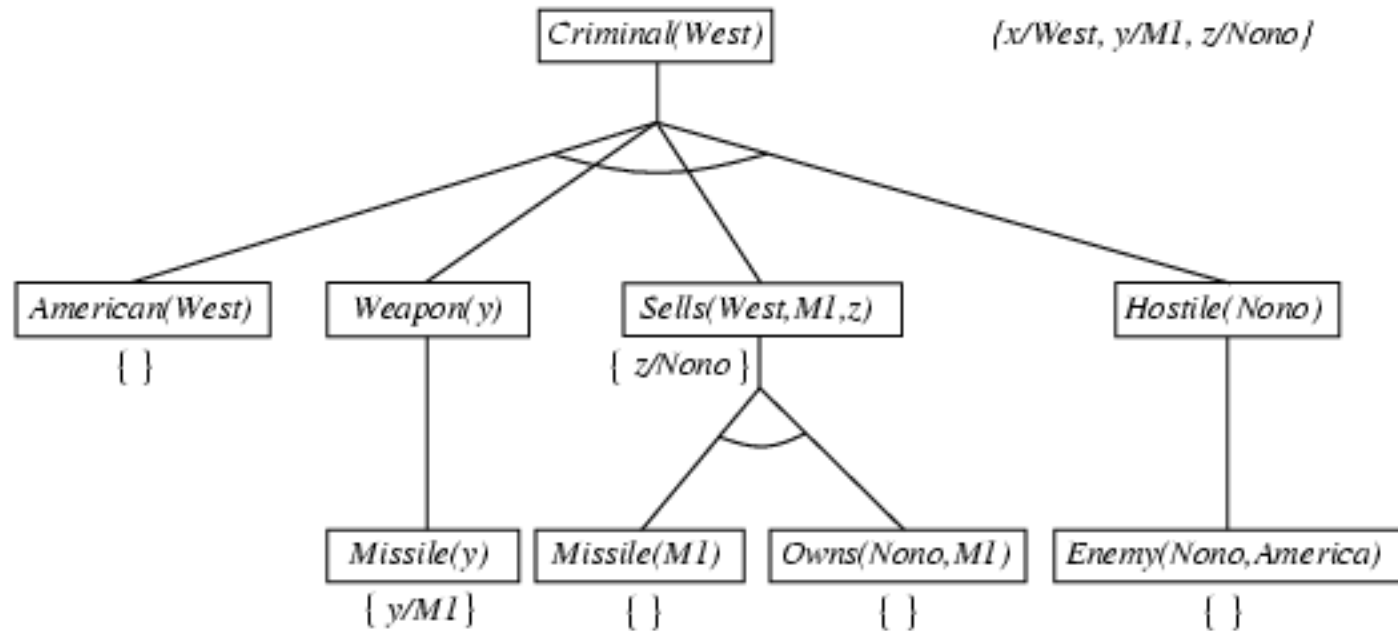 Criminal(West)
{x/West, y/M1, z/Nono}
American(West)
Weapon(y)
Sells(West,M1,z)
Hostile(Nono)
{ }
{ z/Nono }
Missile(y)
Missile(M1)
Owns(Nono,M1)
Enemy(Nono,America)
{ y/M1 }
{ }
{ }
{ }